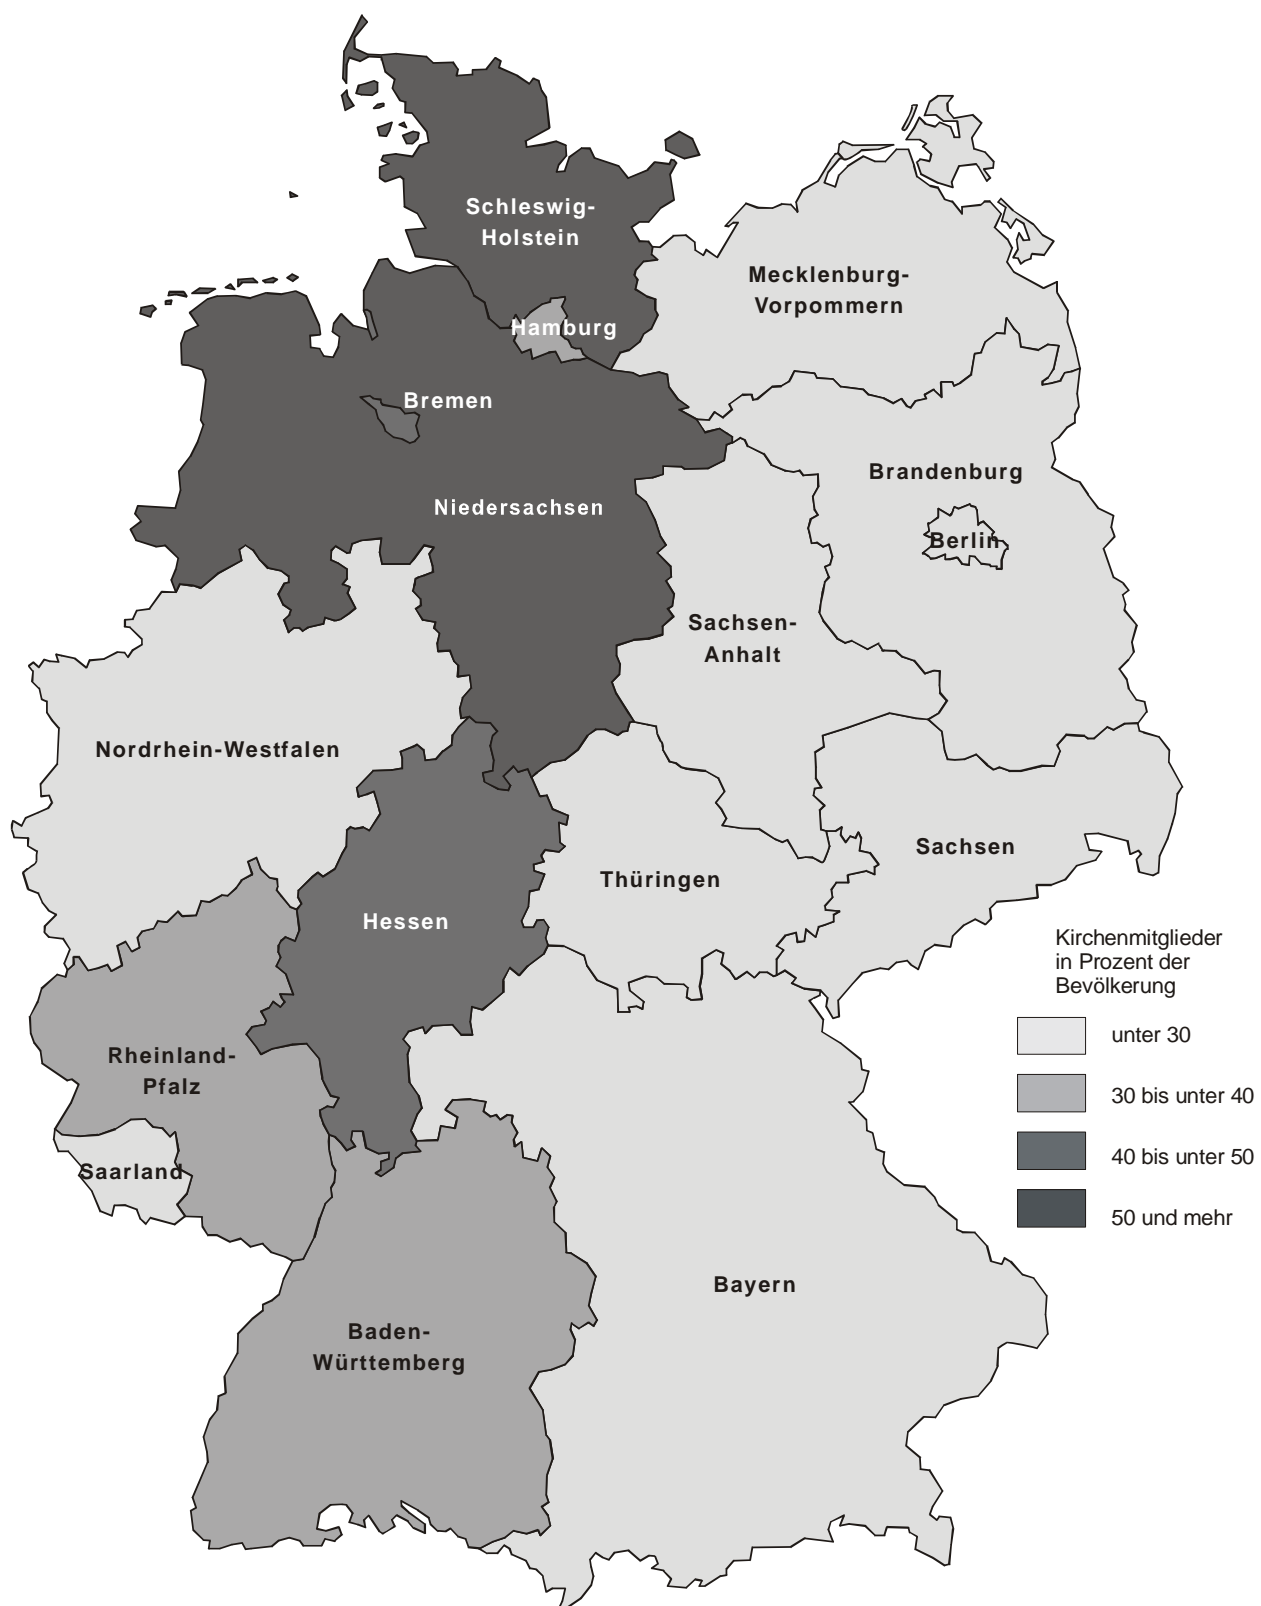 Schleswig-
Holstein
Mecklenburg-
Vorpommern
Hamburg
Bremen
Brandenburg
Niedersachsen
Berlin
Sachsen-
Anhalt
Nordrhein-Westfalen
Sachsen
Thüringen
Hessen
Kirchenmitglieder
in Prozent der
Bevölkerung
unter 30
30 bis unter 40
40 bis unter 50
50 und mehr
Rheinland-
Pfalz
Saarland
Bayern
Baden-
Württemberg